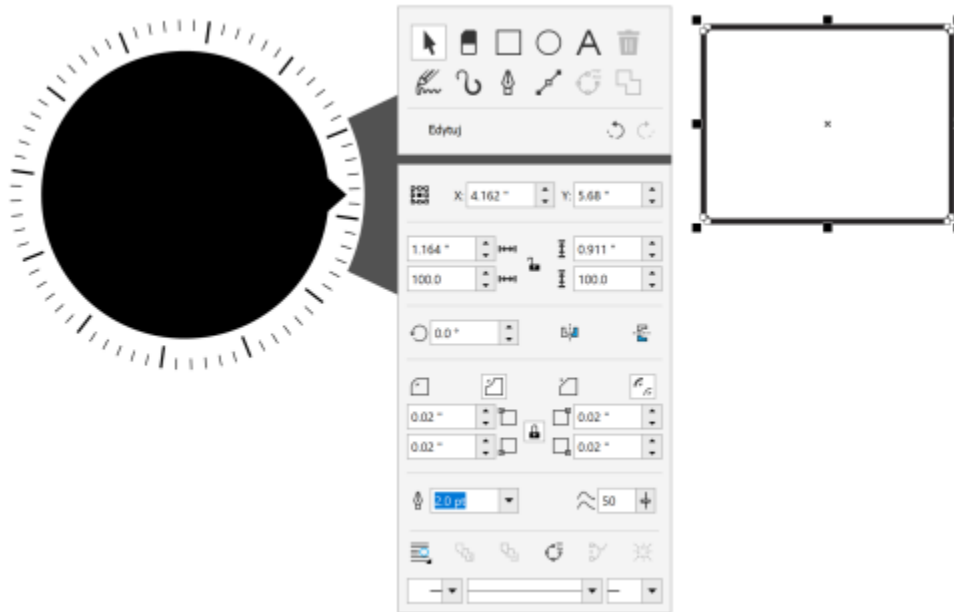 A
Edytuj
X: 4.162 " Y: 5.68 "
1.164 " 0.911 "
100.0 100.0
0.0 °
0.02 " 0.02 "
0.02 " 0.02 "
2.0 pt 50